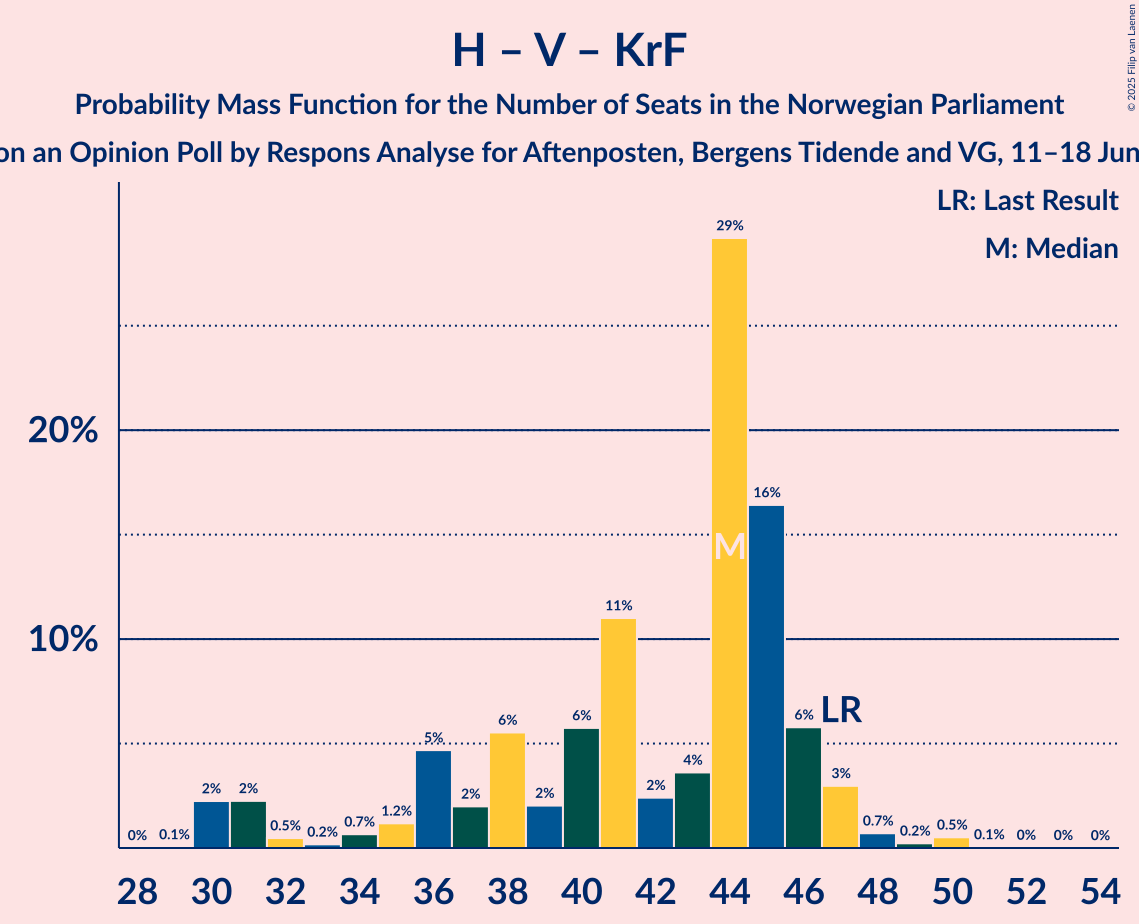 H – V – KrF
Probability Mass Function for the Number of Seats in the Norwegian Parliament
on an Opinion Poll by Respons Analyse for Aftenposten, Bergens Tidende and VG, 11–18 Jun
© 2025 Filip van Laenen
LR: Last Result
M: Median
20%
10%
0% 0.1% 2% 2% 0.5% 0.2% 0.7% 1.2% 5% 2% 6% 2% 6% 11% 2% 4% 29% 16% 6% 3% 0.7% 0.2% 0.5% 0.1% 0% 0% 0%
M
LR
28 30 32 34 36 38 40 42 44 46 48 50 52 54